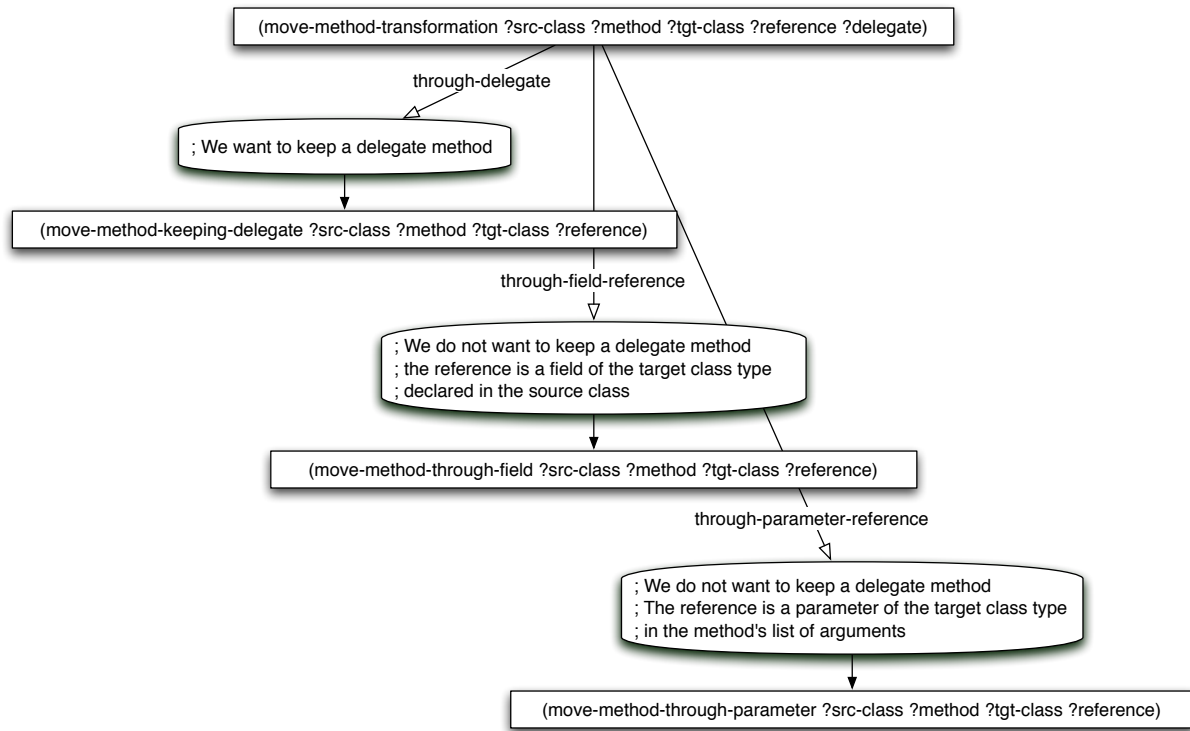 (move-method-transformation ?src-class ?method ?tgt-class ?reference ?delegate)
through-delegate
; We want to keep a delegate method
(move-method-keeping-delegate ?src-class ?method ?tgt-class ?reference)
through-field-reference
; We do not want to keep a delegate method
; the reference is a field of the target class type
; declared in the source class
(move-method-through-field ?src-class ?method ?tgt-class ?reference)
through-parameter-reference
; We do not want to keep a delegate method
; The reference is a parameter of the target class type
; in the method's list of arguments
(move-method-through-parameter ?src-class ?method ?tgt-class ?reference)